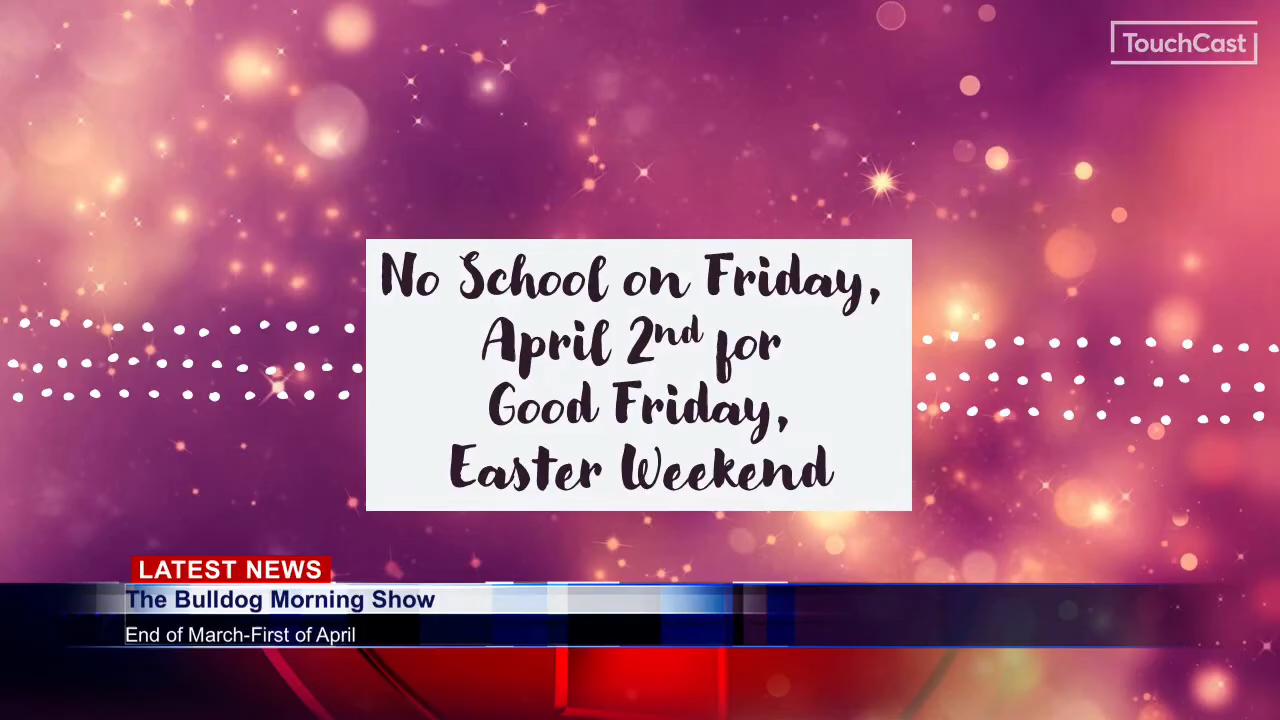 TouchCast
No School on Friday,
April 2nd for
Good Friday,
Easter Weekend
LATEST NEWS
The Bulldog Morning Show
End of March-First of April